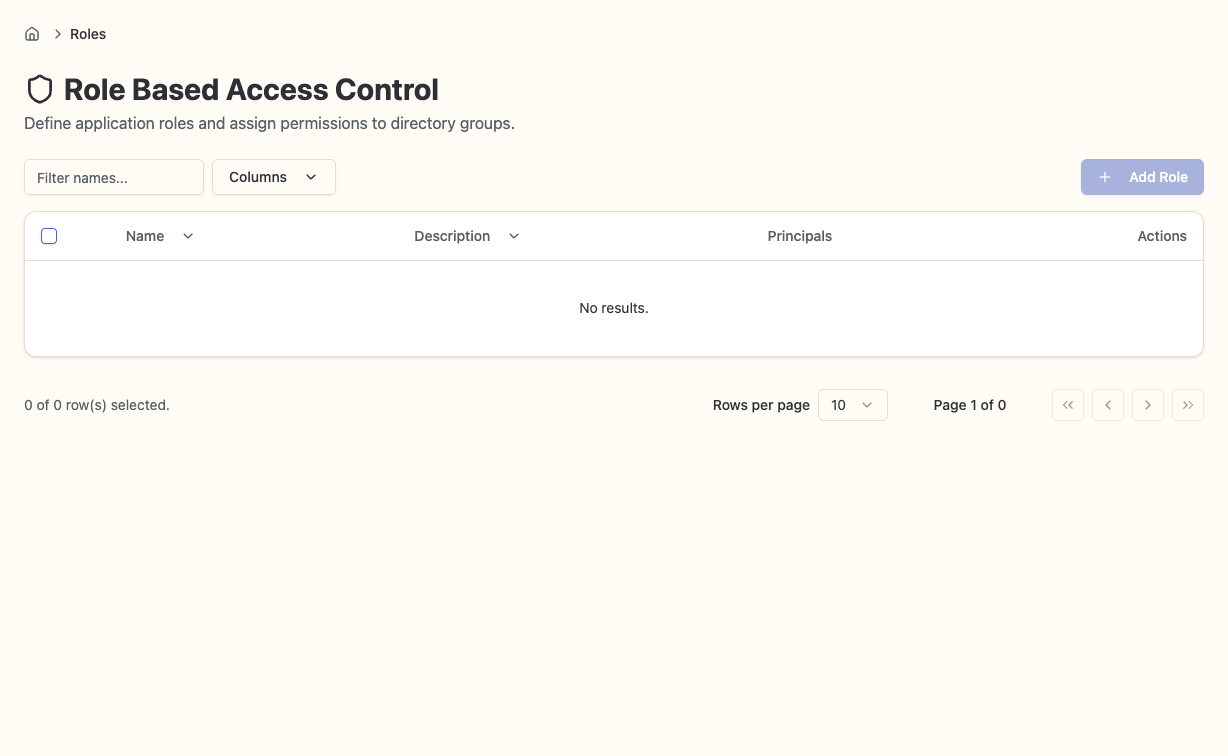 Roles
Role Based Access Control
Define application roles and assign permissions to directory groups.
Filter names...
Columns
Add Role
Name
Description
Principals
Actions
No results.
0 of 0 row(s) selected.
Rows per page
10
Page 1 of 0